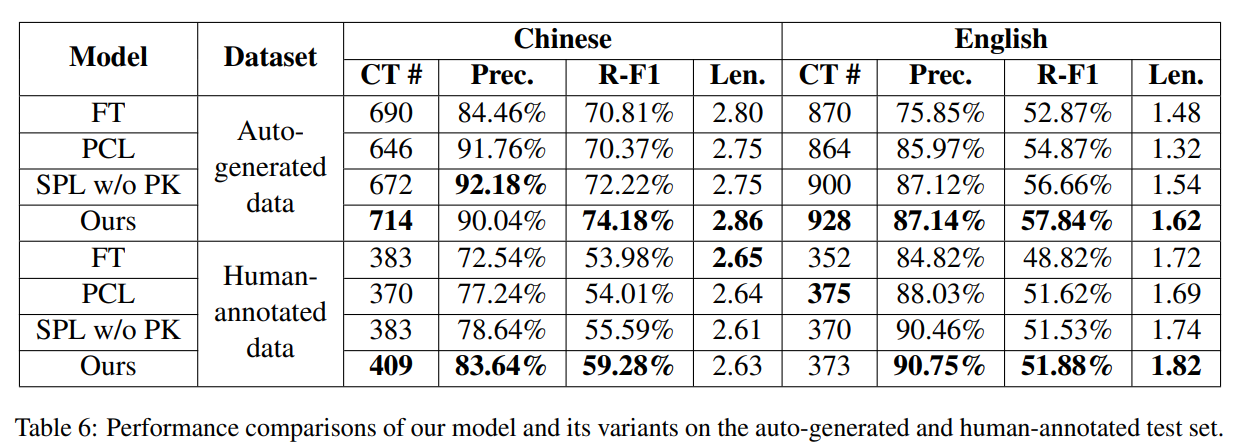 Model Dataset Chinese English
CT # Prec. R-F1 Len. CT # Prec. R-F1 Len.
FT Auto-generated data 690 84.46% 70.81% 2.80 870 75.85% 52.87% 1.48
PCL 646 91.76% 70.37% 2.75 864 85.97% 54.87% 1.32
SPL w/o PK 672 92.18% 72.22% 2.75 900 87.12% 56.66% 1.54
Ours 714 90.04% 74.18% 2.86 928 87.14% 57.84% 1.62
FT Human-annotated data 383 72.54% 53.98% 2.65 352 84.82% 48.82% 1.72
PCL 370 77.24% 54.01% 2.64 375 88.03% 51.62% 1.69
SPL w/o PK 383 78.64% 55.59% 2.61 370 90.46% 51.53% 1.74
Ours 409 83.64% 59.28% 2.63 373 90.75% 51.88% 1.82
Table 6: Performance comparisons of our model and its variants on the auto-generated and human-annotated test set.